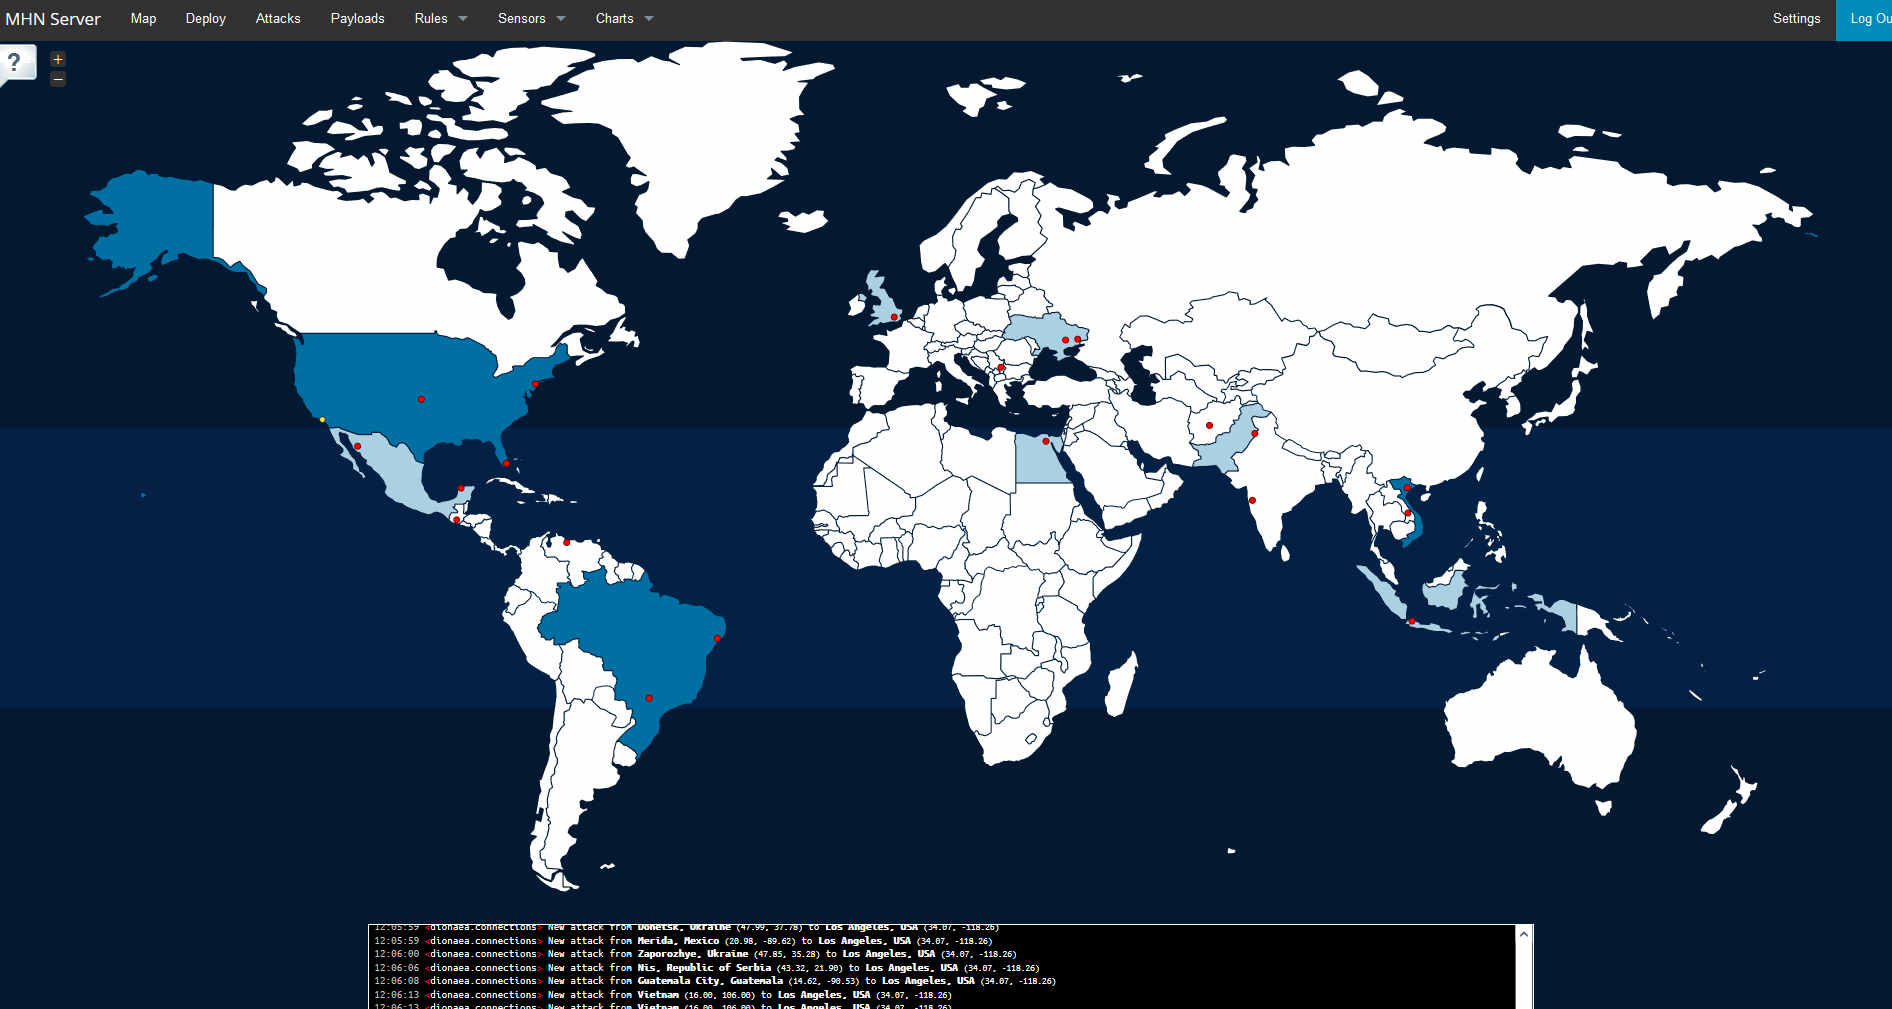 MHN Server Map Deploy Attacks Payloads Rules Sensors Charts Settings Log Ou
?
+
−
12:05:59 <dionaea.connections> New attack from Donetsk, Ukraine (47.99, 37.78) to Los Angeles, USA (34.07, -118.26)
12:05:59 <dionaea.connections> New attack from Merida, Mexico (20.98, -89.62) to Los Angeles, USA (34.07, -118.26)
12:06:00 <dionaea.connections> New attack from Zaporozhye, Ukraine (47.85, 35.28) to Los Angeles, USA (34.07, -118.26)
12:06:06 <dionaea.connections> New attack from Nis, Republic of Serbia (43.32, 21.90) to Los Angeles, USA (34.07, -118.26)
12:06:08 <dionaea.connections> New attack from Guatemala City, Guatemala (14.62, -90.53) to Los Angeles, USA (34.07, -118.26)
12:06:13 <dionaea.connections> New attack from Vietnam (16.00, 106.00) to Los Angeles, USA (34.07, -118.26)
12:06:13 <dionaea.connections> New attack from Vietnam (16.00, 106.00) to Los Angeles, USA (34.07, -118.26)